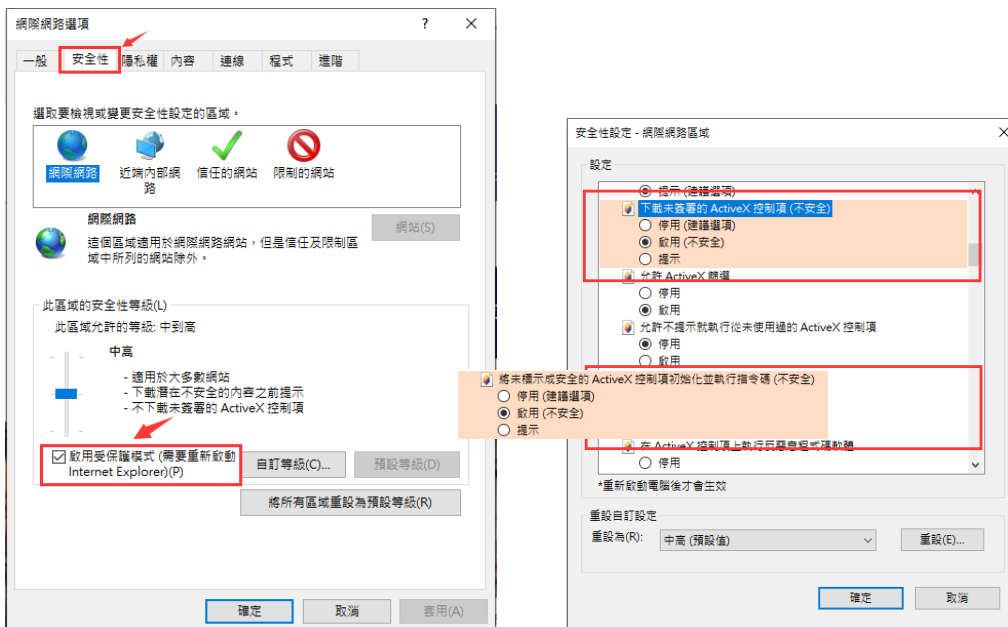 網際網路選項
?
一般 安全性 隱私權 內容 連線 程式 進階
選取要檢視或變更安全性設定的區域。
網際網路
近端內部網
路
信任的網站
限制的網站
網際網路
這個區域適用於網際網路網站，但是信任及限制區
域中所列的網站除外。
網站(S)
此區域的安全性等級(L)
此區域允許的等級: 中到高
中高
- 適用於大多數網站
- 下載潛在不安全的內容之前提示
- 不下載未簽署的 ActiveX 控制項
啟用受保護模式 (需要重新啟動
Internet Explorer)(P)
自訂等級(C)...
預設等級(D)
將所有區域重設為預設等級(R)
確定
取消
套用(A)
安全性設定 - 網際網路區域
設定
提示 (建議選項)
下載未簽署的 ActiveX 控制項 (不安全)
停用 (建議選項)
啟用 (不安全)
提示
允許 ActiveX 篩選
停用
啟用
允許不提示就執行從未使用過的 ActiveX 控制項
停用
啟用
將未標示成安全的 ActiveX 控制項初始化並執行指令碼 (不安全)
停用 (建議選項)
啟用 (不安全)
提示
在 ActiveX 控制項上執行反惡意程式碼軟體
停用
*重新啟動電腦後才會生效
重設自訂設定
重設為(R):
中高 (預設值)
重設(E)...
確定
取消